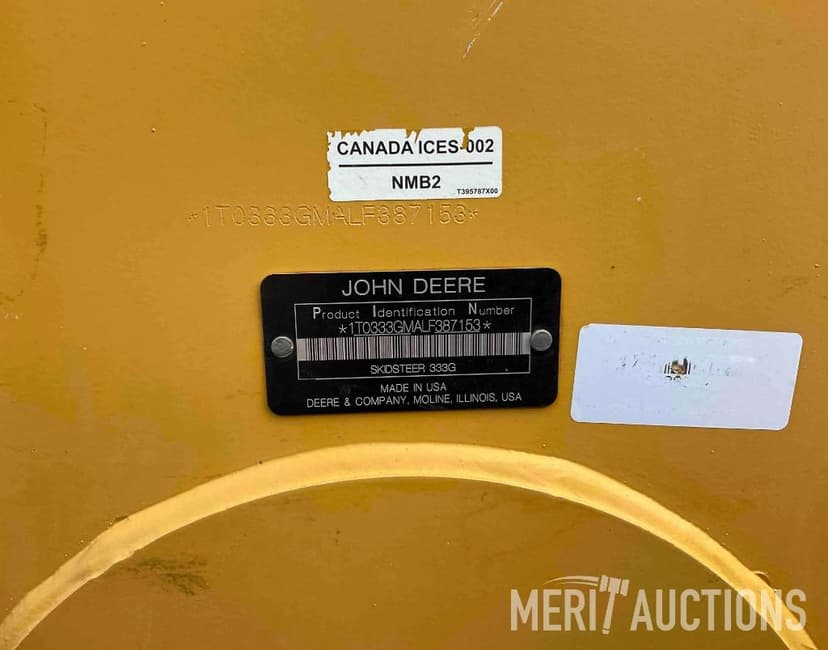 CANADA ICES-002
NMB2
T395787X00
*1T0333GMALF387153*
JOHN DEERE
Product Identification Number
*1T0333GMALF387153*
SKIDSTEER 333G
MADE IN USA
DEERE & COMPANY, MOLINE, ILLINOIS, USA
MERIT AUCTIONS